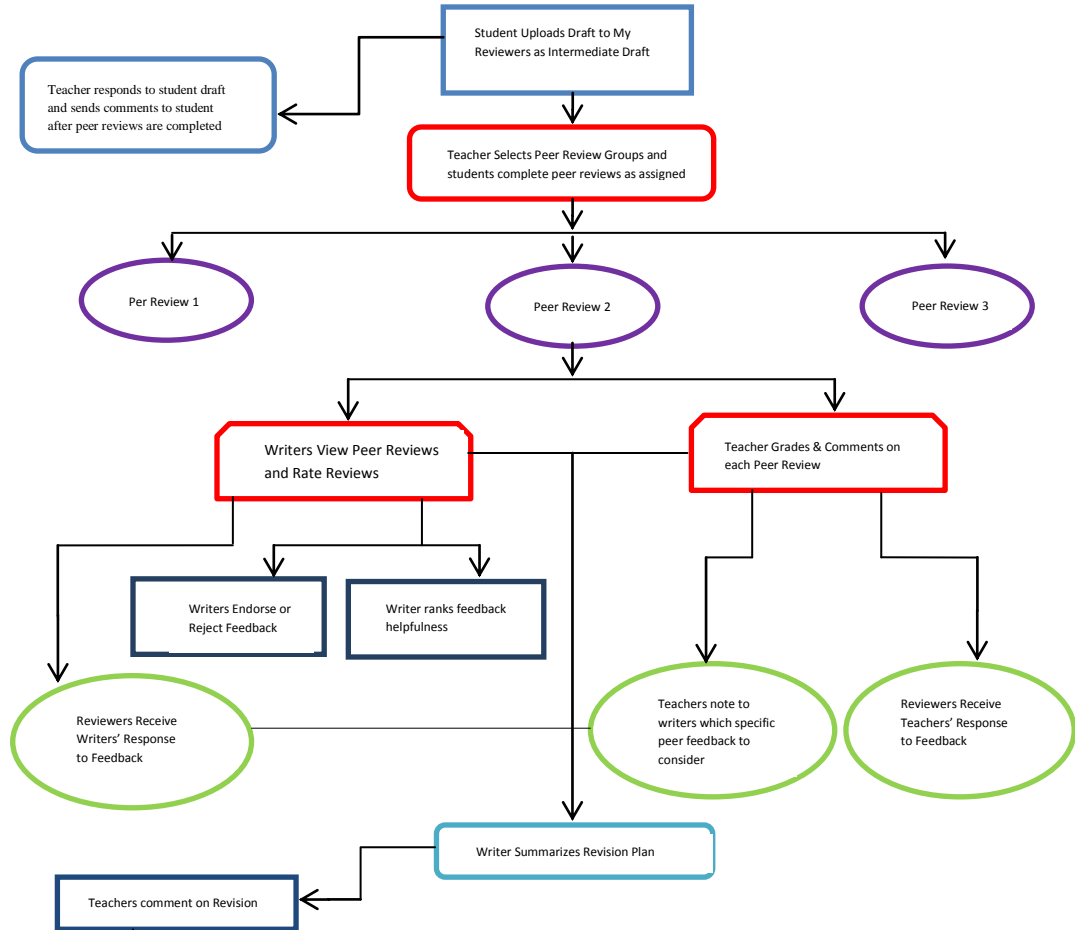 Student Uploads Draft to My
Reviewers as Intermediate Draft
Teacher responds to student draft
and sends comments to student
after peer reviews are completed
Teacher Selects Peer Review Groups and
students complete peer reviews as assigned
Per Review 1
Peer Review 2
Peer Review 3
Writers View Peer Reviews
and Rate Reviews
Teacher Grades & Comments on
each Peer Review
Writers Endorse or
Reject Feedback
Writer ranks feedback
helpfulness
Reviewers Receive
Writers’ Response
to Feedback
Teachers note to
writers which specific
peer feedback to
consider
Reviewers Receive
Teachers’ Response
to Feedback
Writer Summarizes Revision Plan
Teachers comment on Revision